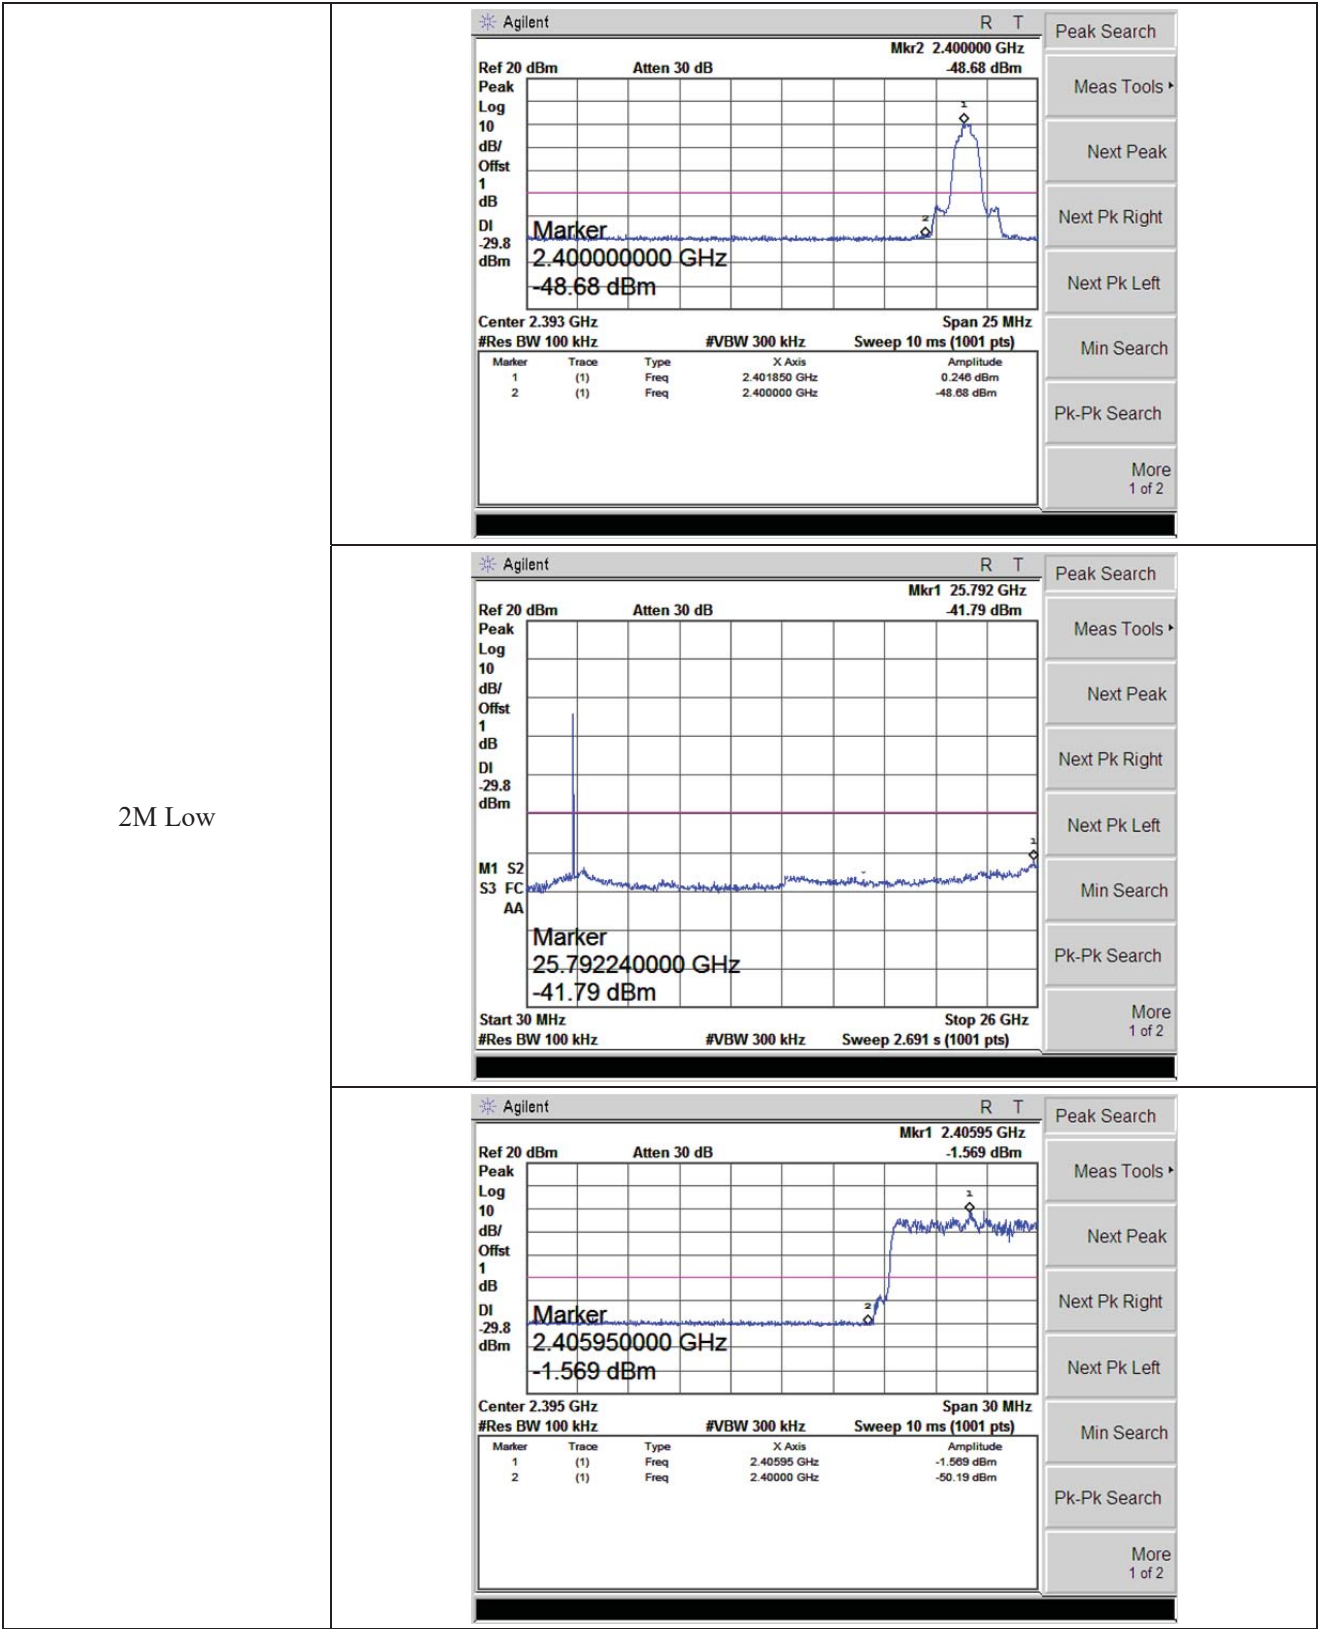 Agilent R T
Peak Search
Mkr2 2.400000 GHz
Ref 20 dBm Atten 30 dB -48.68 dBm
Peak
Log
10
dB/
Offst
1
dB
DI
-29.8
dBm
1
2
Marker
2.400000000 GHz
-48.68 dBm
Center 2.393 GHz Span 25 MHz
#Res BW 100 kHz #VBW 300 kHz Sweep 10 ms (1001 pts)
Marker Trace Type X Axis Amplitude
1 (1) Freq 2.401850 GHz 0.246 dBm
2 (1) Freq 2.400000 GHz -48.68 dBm
Meas Tools
Next Peak
Next Pk Right
Next Pk Left
Min Search
Pk-Pk Search
More
1 of 2
2M Low
Agilent R T
Peak Search
Mkr1 25.792 GHz
Ref 20 dBm Atten 30 dB -41.79 dBm
Peak
Log
10
dB/
Offst
1
dB
DI
-29.8
dBm
M1 S2
S3 FC
AA
1
Marker
25.792240000 GHz
-41.79 dBm
Start 30 MHz Stop 26 GHz
#Res BW 100 kHz #VBW 300 kHz Sweep 2.691 s (1001 pts)
Meas Tools
Next Peak
Next Pk Right
Next Pk Left
Min Search
Pk-Pk Search
More
1 of 2
Agilent R T
Peak Search
Mkr1 2.40595 GHz
Ref 20 dBm Atten 30 dB -1.569 dBm
Peak
Log
10
dB/
Offst
1
dB
DI
-29.8
dBm
1
2
Marker
2.405950000 GHz
-1.569 dBm
Center 2.395 GHz Span 30 MHz
#Res BW 100 kHz #VBW 300 kHz Sweep 10 ms (1001 pts)
Marker Trace Type X Axis Amplitude
1 (1) Freq 2.40595 GHz -1.569 dBm
2 (1) Freq 2.40000 GHz -50.19 dBm
Meas Tools
Next Peak
Next Pk Right
Next Pk Left
Min Search
Pk-Pk Search
More
1 of 2